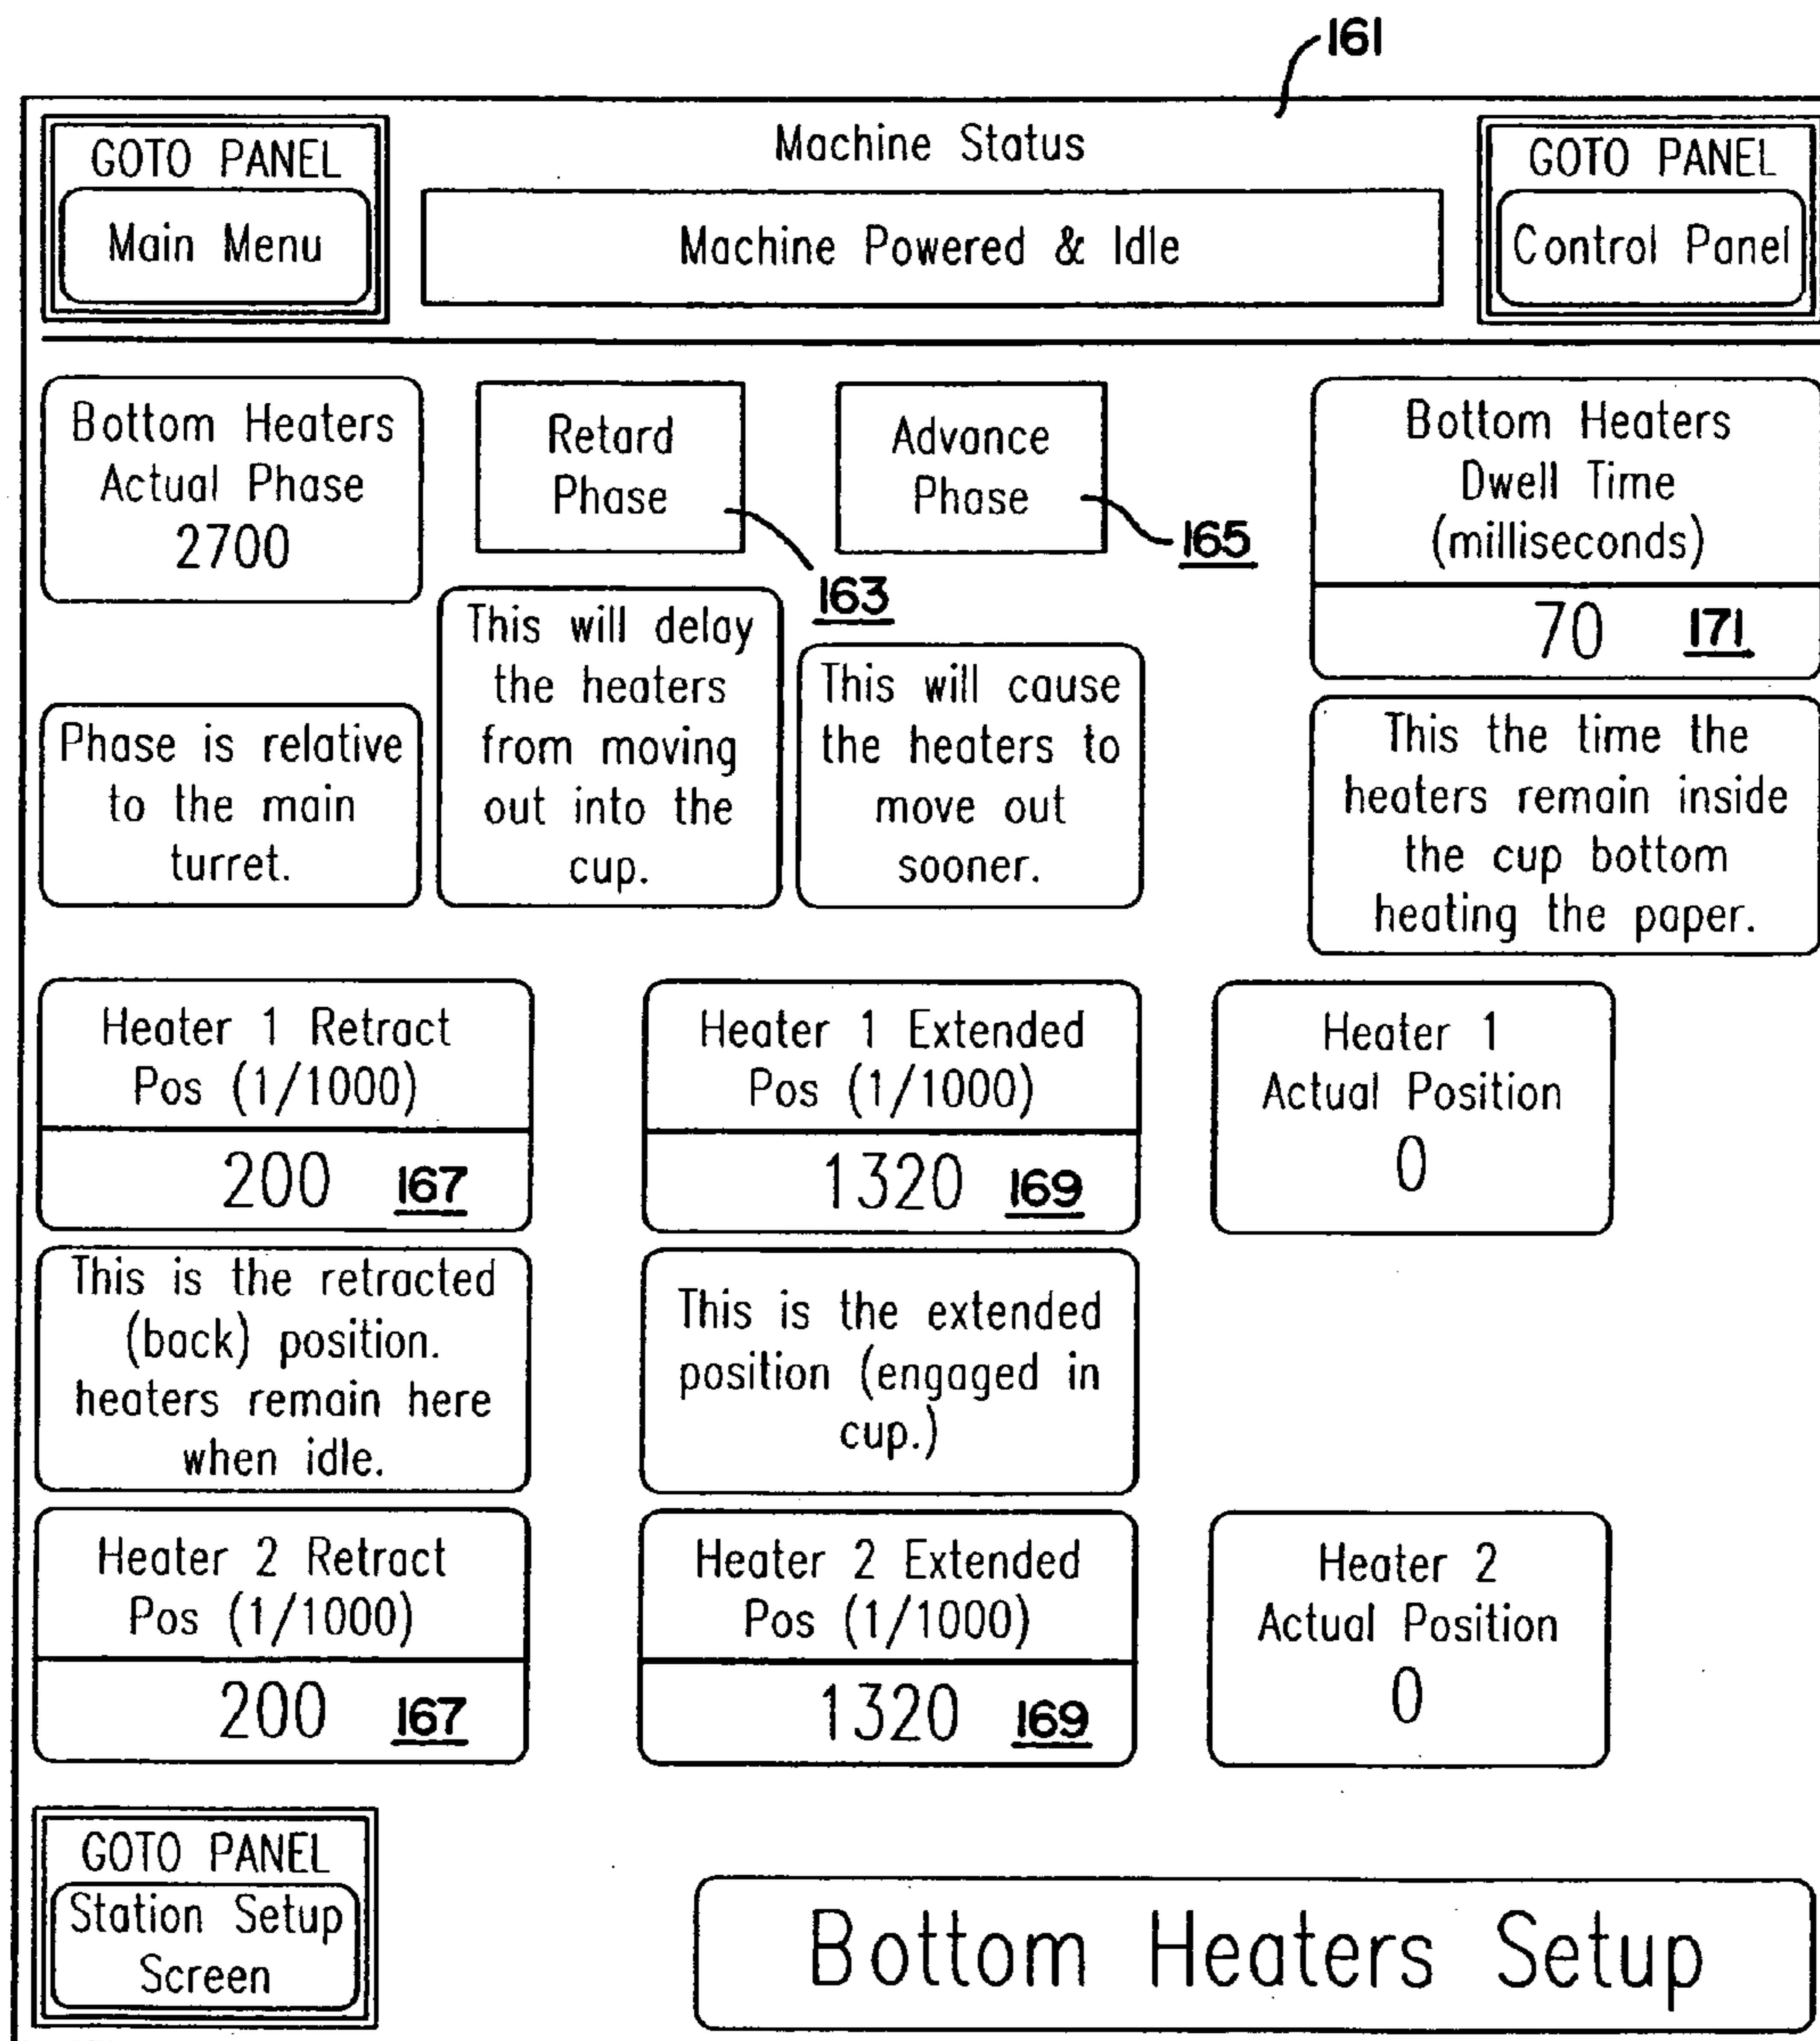 161
GOTO PANEL
Main Menu
Machine Status
Machine Powered & Idle
GOTO PANEL
Control Panel
Bottom Heaters
Actual Phase
2700
Retard
Phase
163
Advance
Phase
165
Bottom Heaters
Dwell Time
(milliseconds)
70 171
Phase is relative
to the main
turret.
This will delay
the heaters
from moving
out into the
cup.
This will cause
the heaters to
move out
sooner.
This the time the
heaters remain inside
the cup bottom
heating the paper.
Heater 1 Retract
Pos (1/1000)
200 167
Heater 1 Extended
Pos (1/1000)
1320 169
Heater 1
Actual Position
0
This is the retracted
(back) position.
heaters remain here
when idle.
This is the extended
position (engaged in
cup.)
Heater 2 Retract
Pos (1/1000)
200 167
Heater 2 Extended
Pos (1/1000)
1320 169
Heater 2
Actual Position
0
GOTO PANEL
Station Setup
Screen
Bottom Heaters Setup